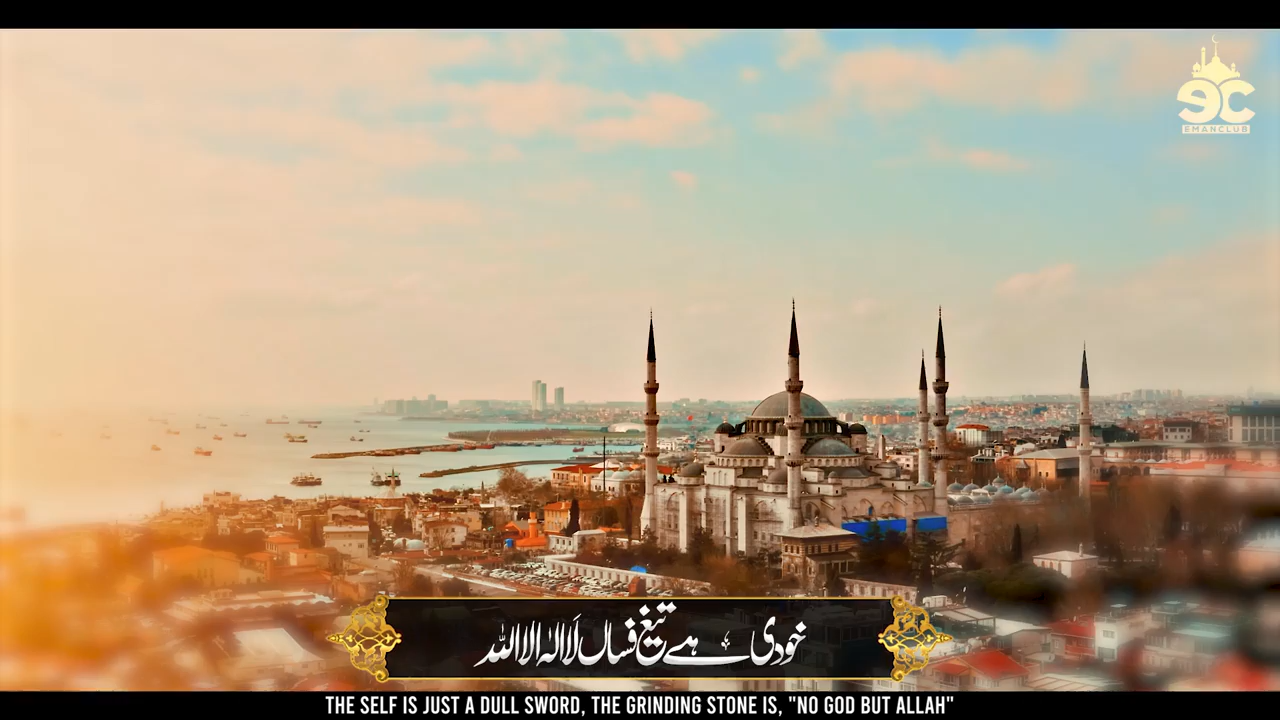 EC
EMANCLUB
خودی ہے تیغ فساں لا الہ الا اللہ
THE SELF IS JUST A DULL SWORD, THE GRINDING STONE IS, "NO GOD BUT ALLAH"